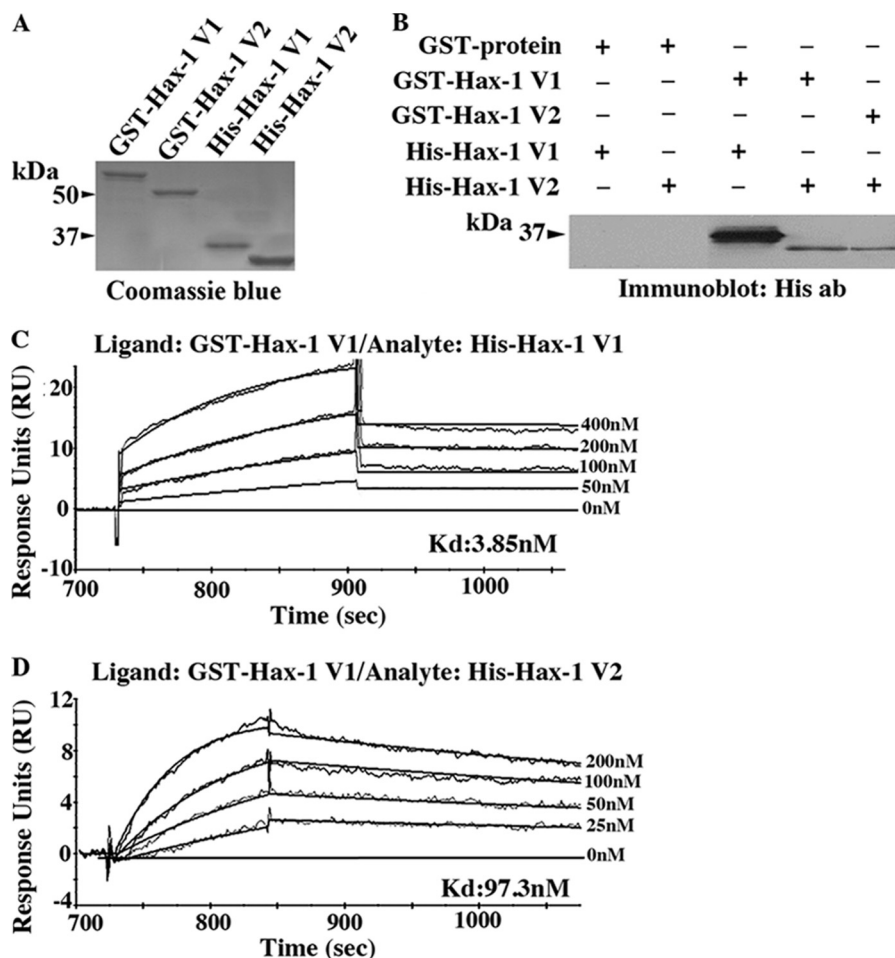 A
GST-Hax-1 V1
GST-Hax-1 V2
His-Hax-1 V1
His-Hax-1 V2
kDa
50
37
Coomassie blue
B
GST-protein + + – – –
GST-Hax-1 V1 – – + + –
GST-Hax-1 V2 – – – – +
His-Hax-1 V1 + – + – –
His-Hax-1 V2 – + – + +
kDa
37
Immunoblot: His ab
C
Ligand: GST-Hax-1 V1/Analyte: His-Hax-1 V1
Response Units (RU)
20
10
0
-10
400nM
200nM
100nM
50nM
0nM
Kd:3.85nM
700 800 900 1000
Time (sec)
D
Ligand: GST-Hax-1 V1/Analyte: His-Hax-1 V2
Response Units (RU)
12
8
4
0
-4
200nM
100nM
50nM
25nM
0nM
Kd:97.3nM
700 800 900 1000
Time (sec)